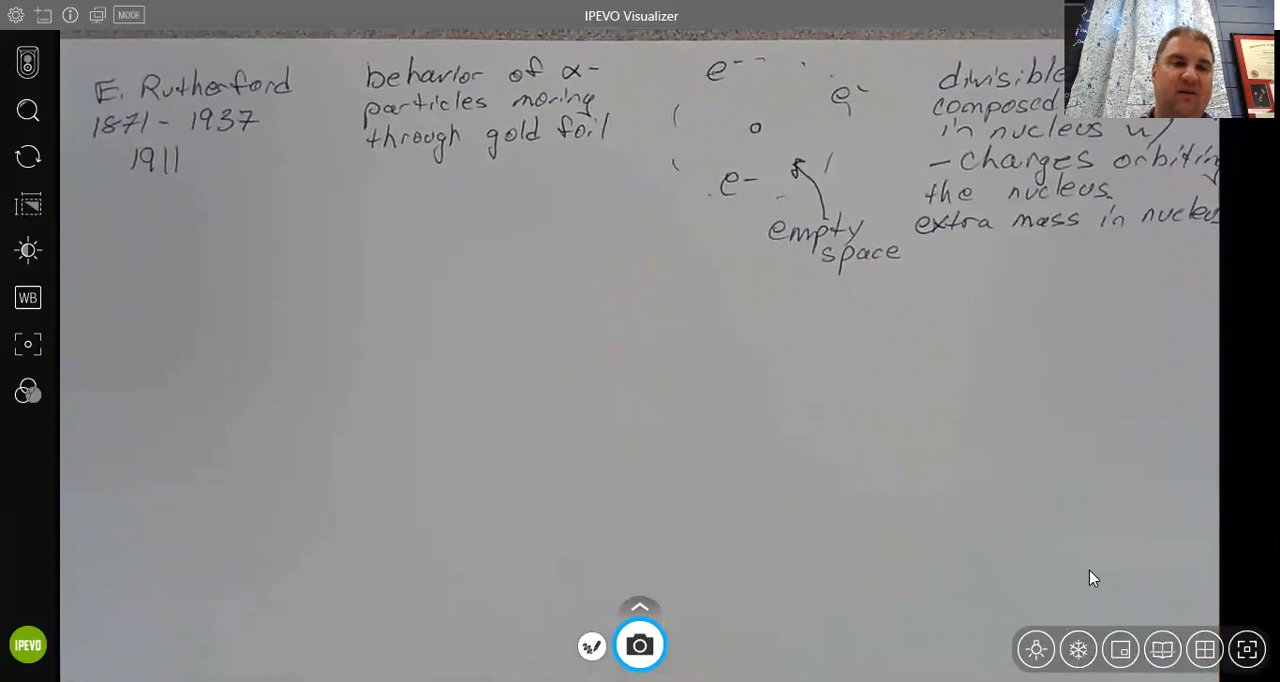 IPEVO Visualizer
MODE
WB
IPEVO
E. Rutherford
1871 - 1937
1911
behavior of α-
particles moving
through gold foil
e-
e-
e-
empty
space
divisible
composed
in nucleus w/
- charges orbiting
the nucleus.
extra mass in nucleus